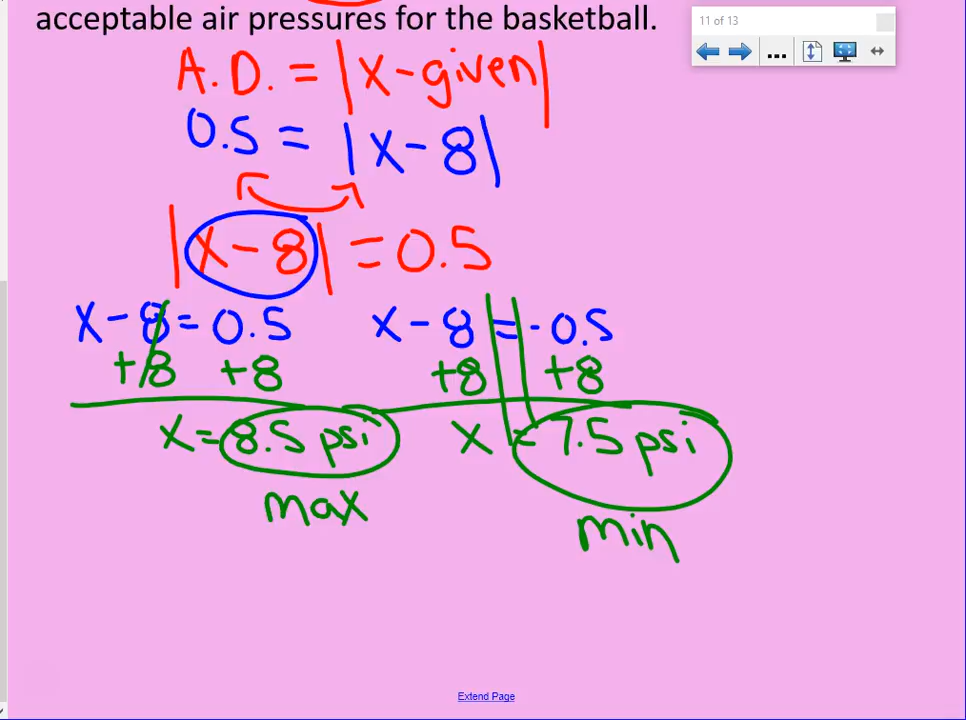 acceptable air pressures for the basketball.
11 of 13
...
A.D. = |x-given|
0.5 = |x-8|
|x-8| = 0.5
x-8 = 0.5 x-8 = -0.5
+8 +8 +8 +8
x = 8.5 psi x = 7.5 psi
max min
Extend Page